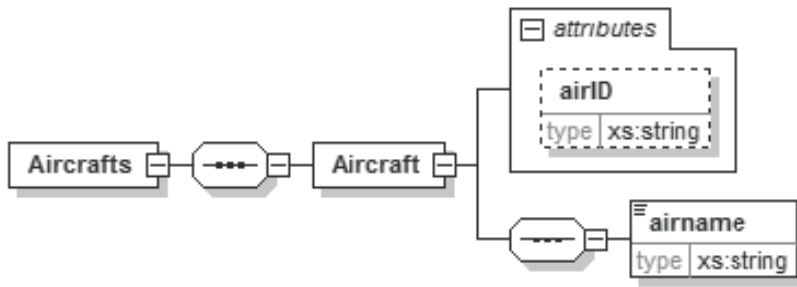 attributes
airID
type xs:string
Aircrafts
Aircraft
airname
type xs:string